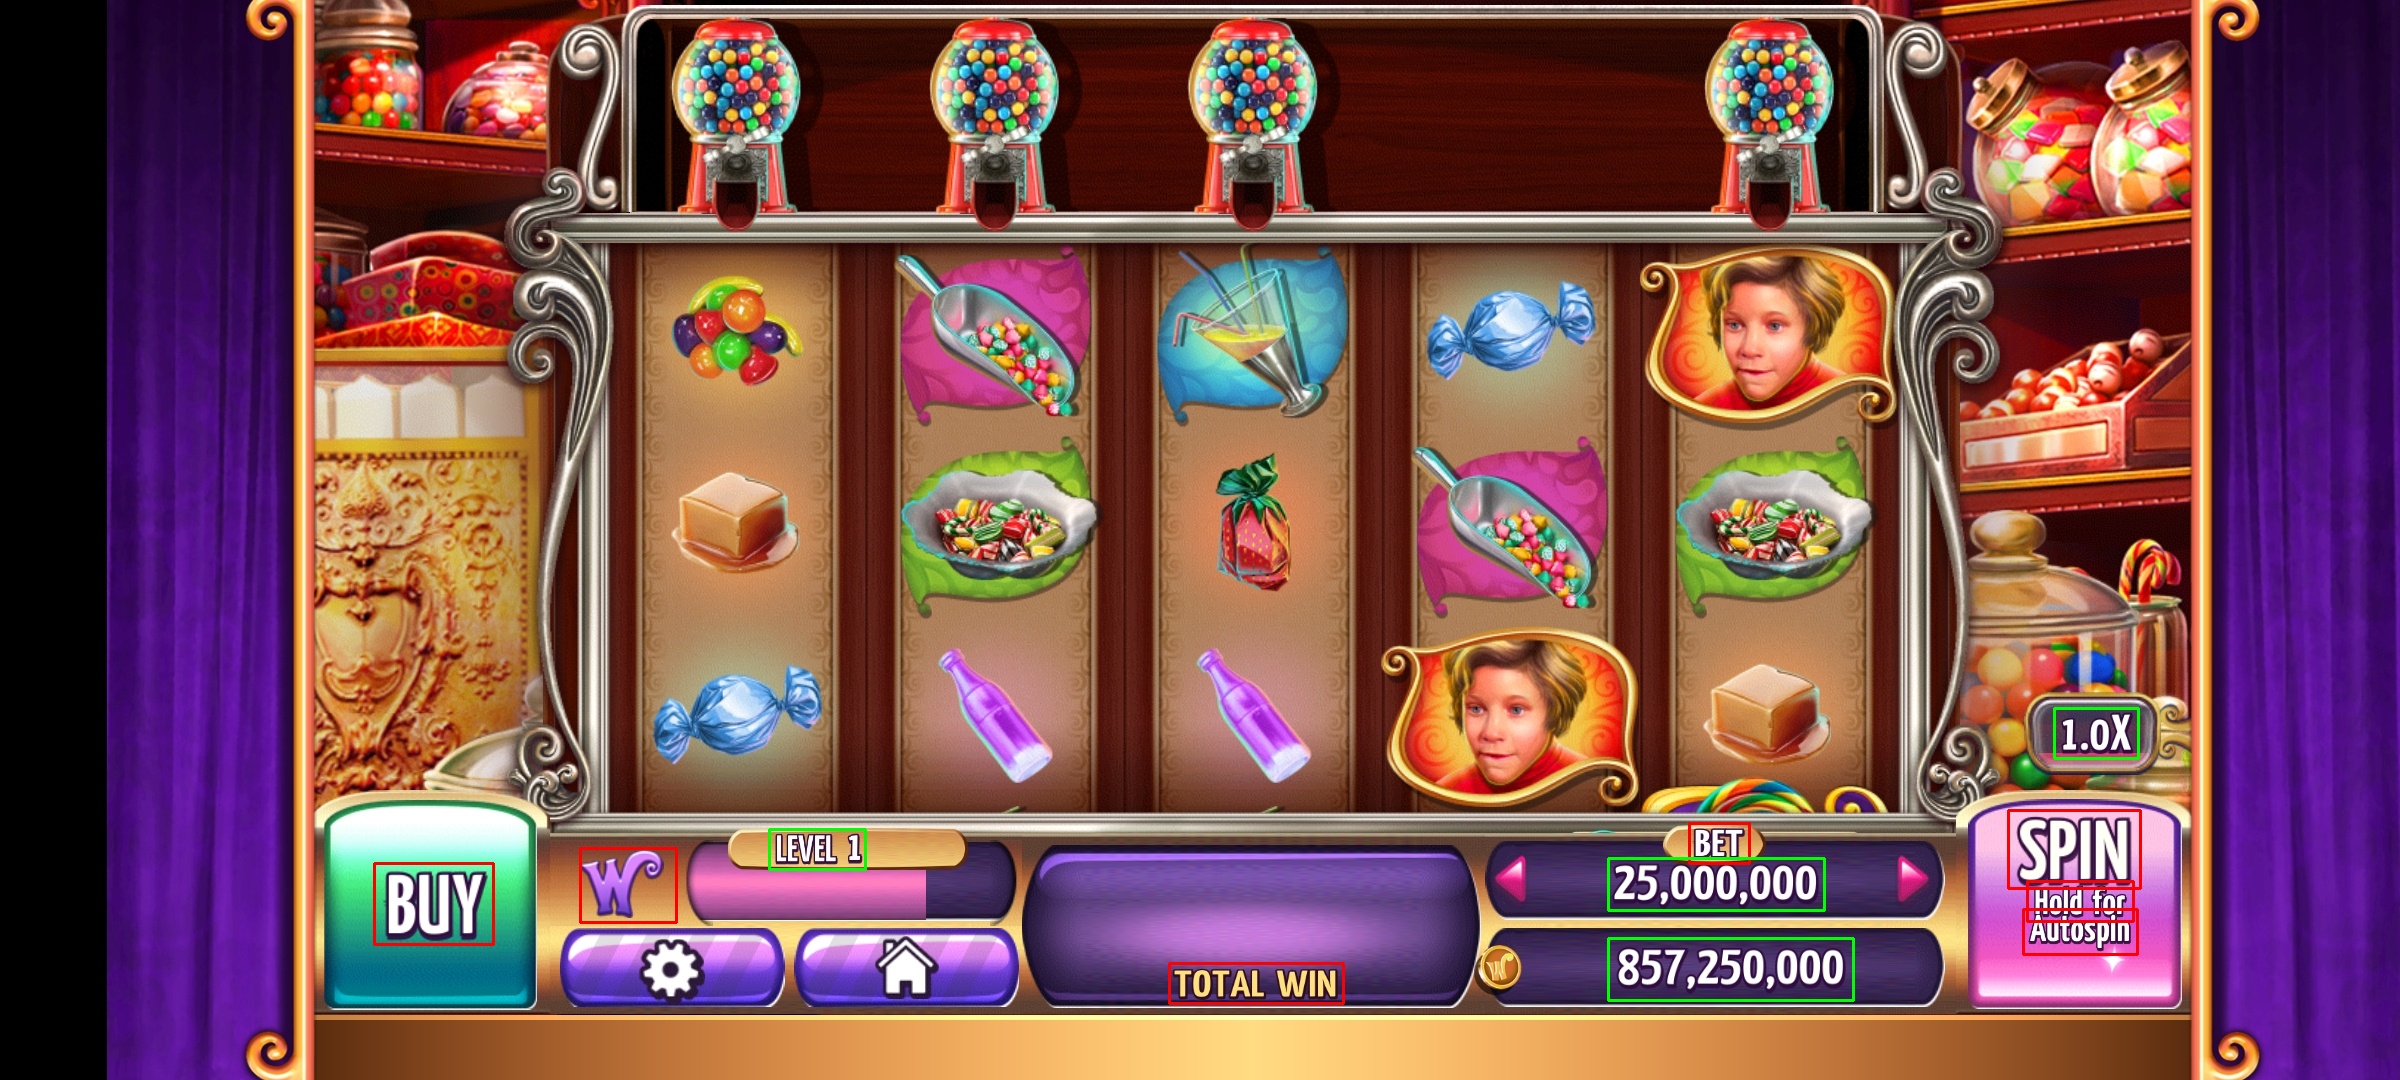 1.0X
LEVEL 1
BET
SPIN
BUY
W
25,000,000
Hold for
Autospin
TOTAL WIN
W
857,250,000